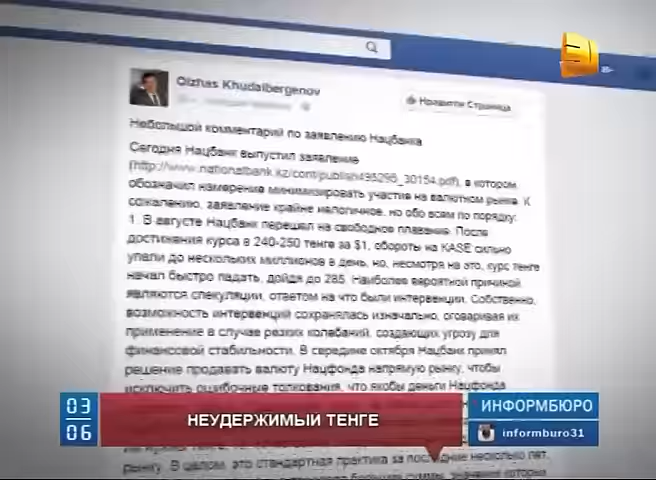 Olzhas Khudaibergenov
Нравится Страница
Небольшой комментарий по заявлению Нацбанка
Сегодня Нацбанк выпустил заявление
(http://www.nationalbank.kz/cont/publish495295_30154.pdf), в котором
обозначил намерение минимизировать участие на валютном рынке. К
сожалению, заявление крайне нелогичное, но обо всем по порядку:
1. В августе Нацбанк перешел на свободное плавание. После
достижения курса в 240-250 тенге за $1, обороты на KASE сильно
упали до нескольких миллионов в день, но, несмотря на это, курс тенге
начал быстро падать, дойдя до 285. Наиболее вероятной причиной
являются спекуляции, ответом на что были интервенции. Собственно,
возможность интервенций сохранялась изначально, оговаривая их
применение в случае резких колебаний, создающих угрозу для
финансовой стабильности. В середине октября Нацбанк принял
решение продавать валюту Нацфонда напрямую рынку, чтобы
исключить ошибочные толкования, что якобы деньги Нацфонда
03
06
НЕУДЕРЖИМЫЙ ТЕНГЕ
ИНФОРМБЮРО
informburo31
рынку. В целом, это стандартная практика за последние несколько лет,